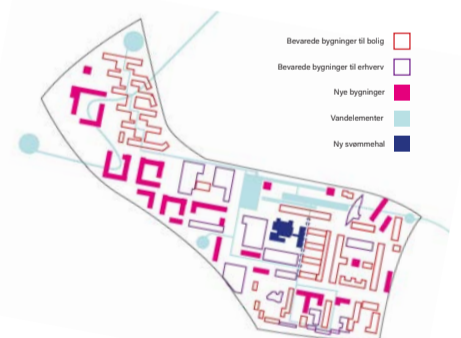 Bevarede bygninger til bolig
Bevarede bygninger til erhverv
Nye bygninger
Vandelementer
Ny svømmehal